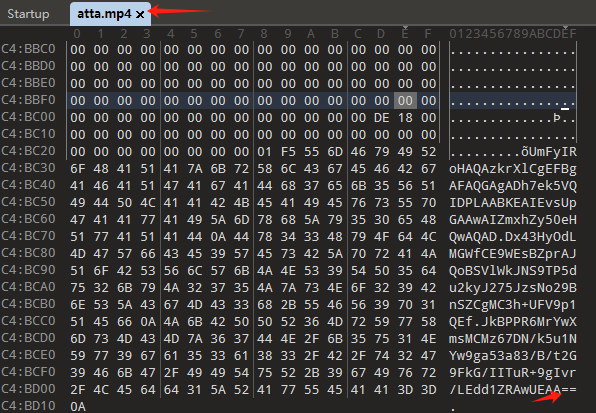 Startup atta.mp4 ×
0 1 2 3 4 5 6 7 8 9 A B C D E F 0123456789ABCDEF
C4:BBC0 00 00 00 00 00 00 00 00 00 00 00 00 00 00 00 00 ................
C4:BBD0 00 00 00 00 00 00 00 00 00 00 00 00 00 00 00 00 ................
C4:BBE0 00 00 00 00 00 00 00 00 00 00 00 00 00 00 00 00 ................
C4:BBF0 00 00 00 00 00 00 00 00 00 00 00 00 00 00 00 00 ................
C4:BC00 00 00 00 00 00 00 00 00 00 00 00 00 00 DE 18 00 .............Þ..
C4:BC10 00 00 00 00 00 00 00 00 00 00 00 00 00 00 00 00 ................
C4:BC20 00 00 00 00 00 00 00 00 01 F5 55 6D 46 79 49 52 .........õUmFyIR
C4:BC30 6F 48 41 51 41 7A 6B 72 58 6C 43 67 45 46 42 67 oHAQAzkrXlCgEFBg
C4:BC40 41 46 41 51 47 41 67 41 44 68 37 65 6B 35 56 51 AFAQGAgADh7ek5VQ
C4:BC50 49 44 50 4C 41 41 42 4B 45 41 49 45 76 73 55 70 IDPLAABKEAIEvsUp
C4:BC60 47 41 41 77 41 49 5A 6D 78 68 5A 79 35 30 65 48 GAAwAIZmxhZy50eH
C4:BC70 51 77 41 51 41 44 0A 44 78 34 33 48 79 4F 64 4C QwAQAD.Dx43HyOdL
C4:BC80 4D 47 57 66 43 45 39 57 45 73 42 5A 70 72 41 4A MGWfCE9WEsBZprAJ
C4:BC90 51 6F 42 53 56 6C 57 6B 4A 4E 53 39 54 50 35 64 QoBSVlWkJNS9TP5d
C4:BCA0 75 32 6B 79 4A 32 37 35 4A 7A 73 4E 6F 32 39 42 u2kyJ275JzsNo29B
C4:BCB0 6E 53 5A 43 67 4D 43 33 68 2B 55 46 56 39 70 31 nSZCgMC3h+UFV9p1
C4:BCC0 51 45 66 0A 4A 6B 42 50 50 52 36 4D 72 59 77 58 QEf.JkBPPR6MrYwX
C4:BCD0 6D 73 4D 43 4D 7A 36 37 44 4E 2F 6B 35 75 31 4E msMCMz67DN/k5u1N
C4:BCE0 59 77 39 67 61 35 33 61 38 33 2F 42 2F 74 32 47 Yw9ga53a83/B/t2G
C4:BCF0 39 46 6B 47 2F 49 49 54 75 52 2B 39 67 49 76 72 9FkG/IITuR+9gIvr
C4:BD00 2F 4C 45 64 64 31 5A 52 41 77 55 45 41 41 3D 3D /LEdd1ZRAwUEAA==
C4:BD10 0A .